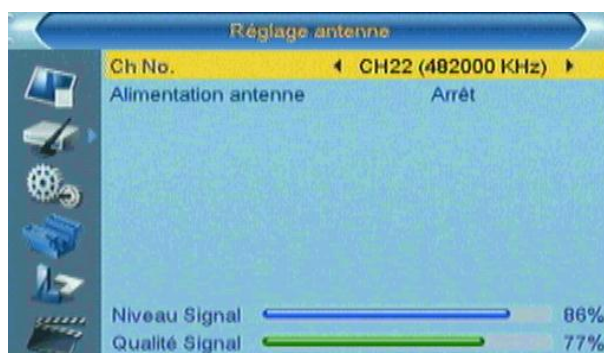 Réglage antenne
Ch No. CH22 (482000 KHz)
Alimentation antenne Arrêt
Niveau Signal 86%
Qualité Signal 77%